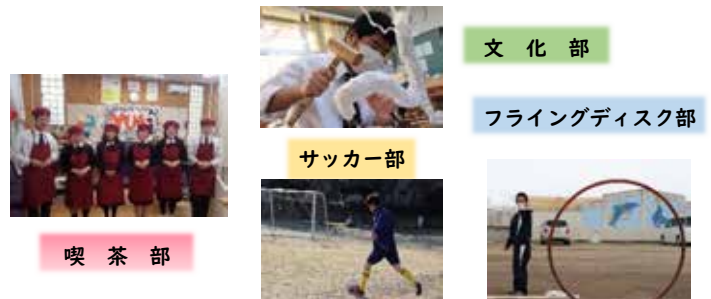 文 化 部
フライングディスク部
サッカー部
喫 茶 部